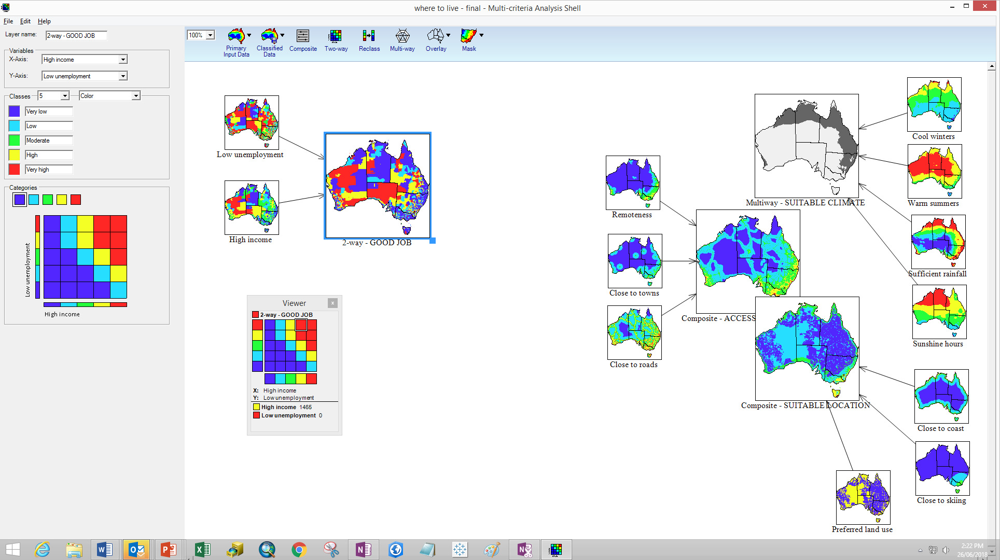 where to live - final - Multi-criteria Analysis Shell
File Edit Help
Layer name: 2-way - GOOD JOB
Variables
X-Axis: High income
Y-Axis: Low unemployment
Classes 5 Color
Very low
Low
Moderate
High
Very high
Categories
Low unemployment
High income
100%
Primary Input Data
Classified Data
Composite
Two-way
Reclass
Multi-way
Overlay
Mask
Low unemployment
High income
2-way - GOOD JOB
Viewer x
2-way - GOOD JOB
X: High income
Y: Low unemployment
High income 1465
Low unemployment 0
Remoteness
Close to towns
Close to roads
Composite - ACCESS
Multiway - SUITABLE CLIMATE
Composite - SUITABLE LOCATION
Cool winters
Warm summers
Sufficient rainfall
Sunshine hours
Close to coast
Close to skiing
Preferred land use
2:22 PM
26/06/2018